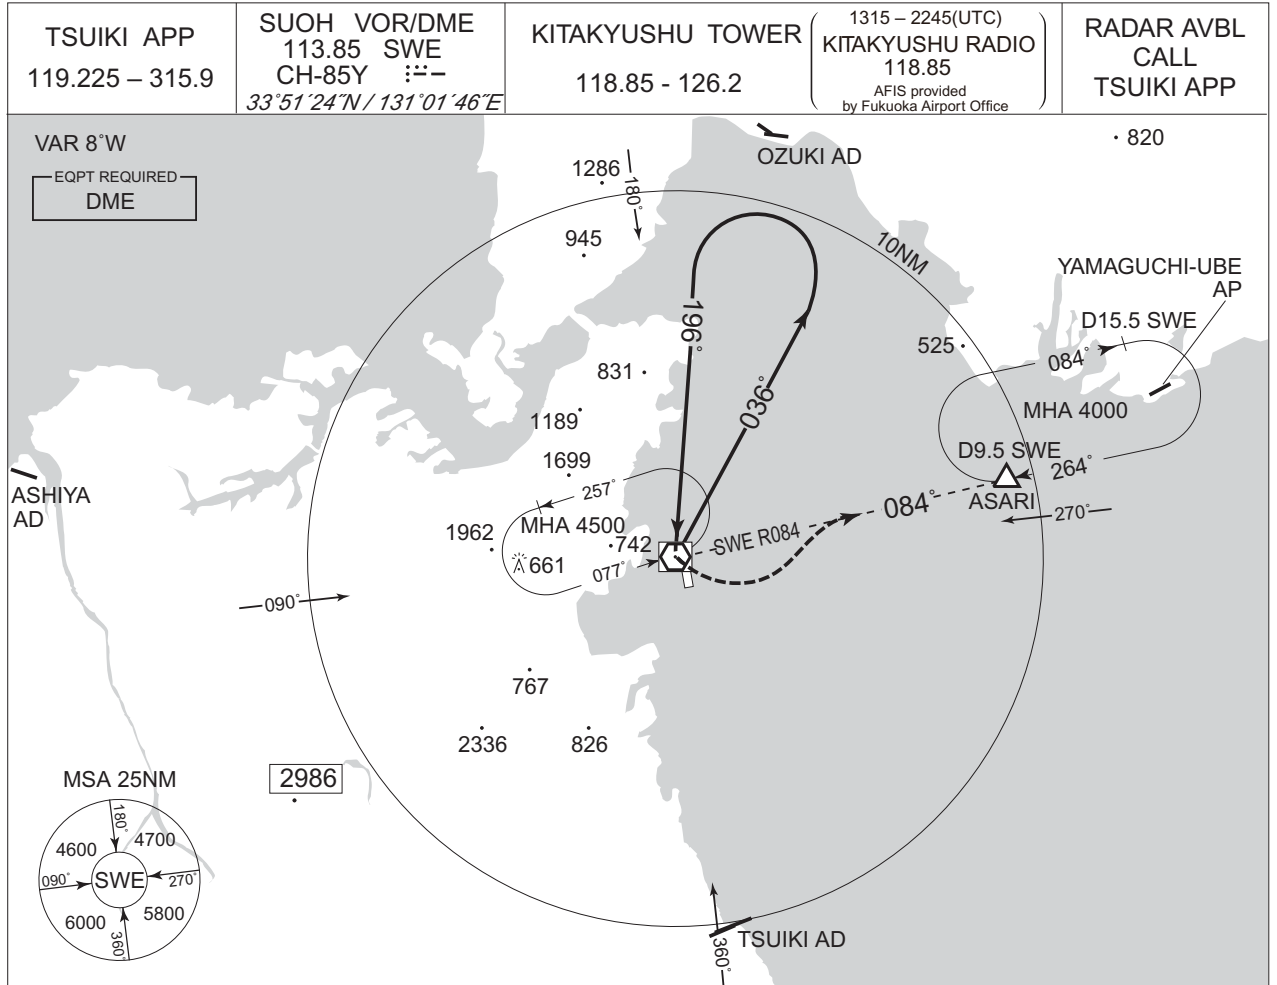 TSUIKI APP
119.225 – 315.9
SUOH VOR/DME
113.85 SWE
CH-85Y
33°51´24˝N / 131°01´46˝E
KITAKYUSHU TOWER
118.85 - 126.2
1315 – 2245(UTC)
KITAKYUSHU RADIO
118.85
AFIS provided
by Fukuoka Airport Office
RADAR AVBL
CALL
TSUIKI APP
VAR 8°W
EQPT REQUIRED
DME
OZUKI AD
820
1286
180°
945
10NM
YAMAGUCHI-UBE
AP
D15.5 SWE
196°
525
084°
831
036°
MHA 4000
1189
D9.5 SWE
1699
264°
ASHIYA
AD
257°
ASARI
084°
270°
MHA 4500
1962
742
SWE R084
661
077°
090°
767
2336
826
2986
MSA 25NM
180°
4600
4700
090°
SWE
270°
6000
5800
360°
TSUIKI AD
360°